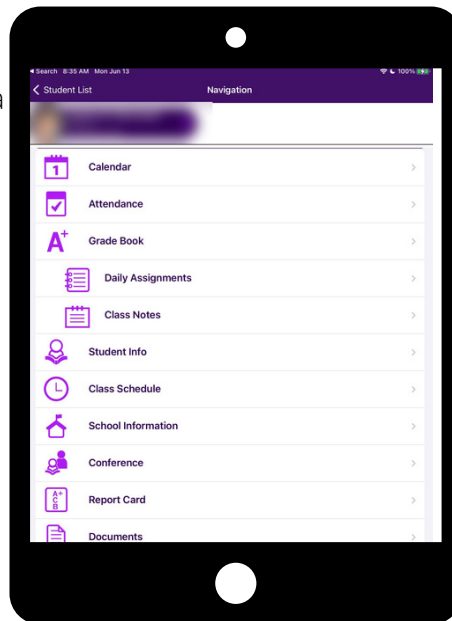 a
Search 8:35 AM Mon Jun 13 100%
Student List Navigation
1 Calendar
Attendance
A+ Grade Book
Daily Assignments
Class Notes
Student Info
Class Schedule
School Information
Conference
A+
C
B Report Card
Documents